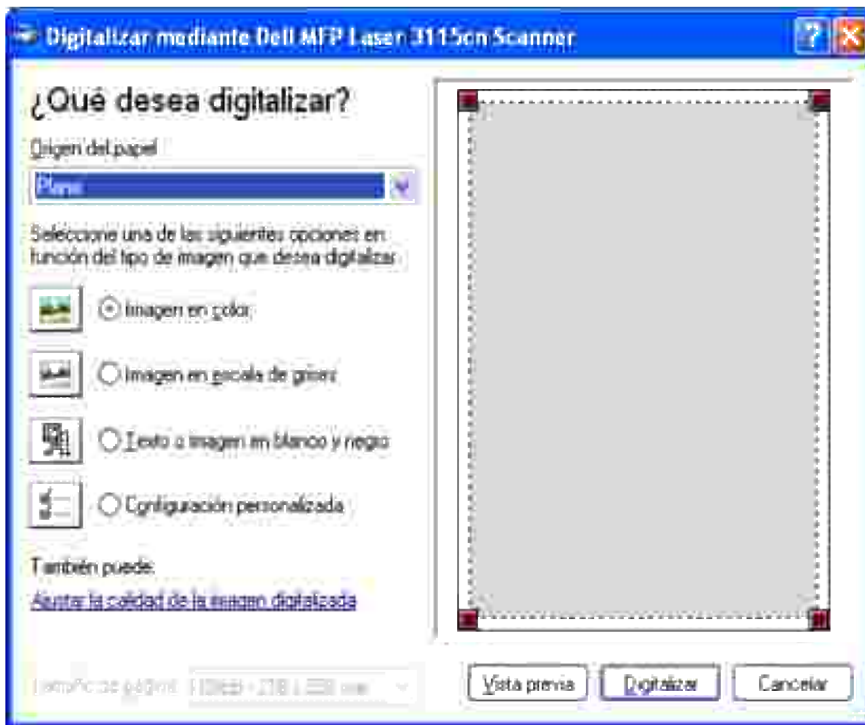 Digitalizar mediante Dell MFP Laser 3115cn Scanner
¿Qué desea digitalizar?
Origen del papel
Plano
Seleccione una de las siguientes opciones en
función del tipo de imagen que desea digitalizar
Imagen en color
Imagen en escala de grises
Texto o imagen en blanco y negro
Configuración personalizada
También puede:
Ajustar la calidad de la imagen digitalizada
Tamaño de página:
Vista previa
Digitalizar
Cancelar